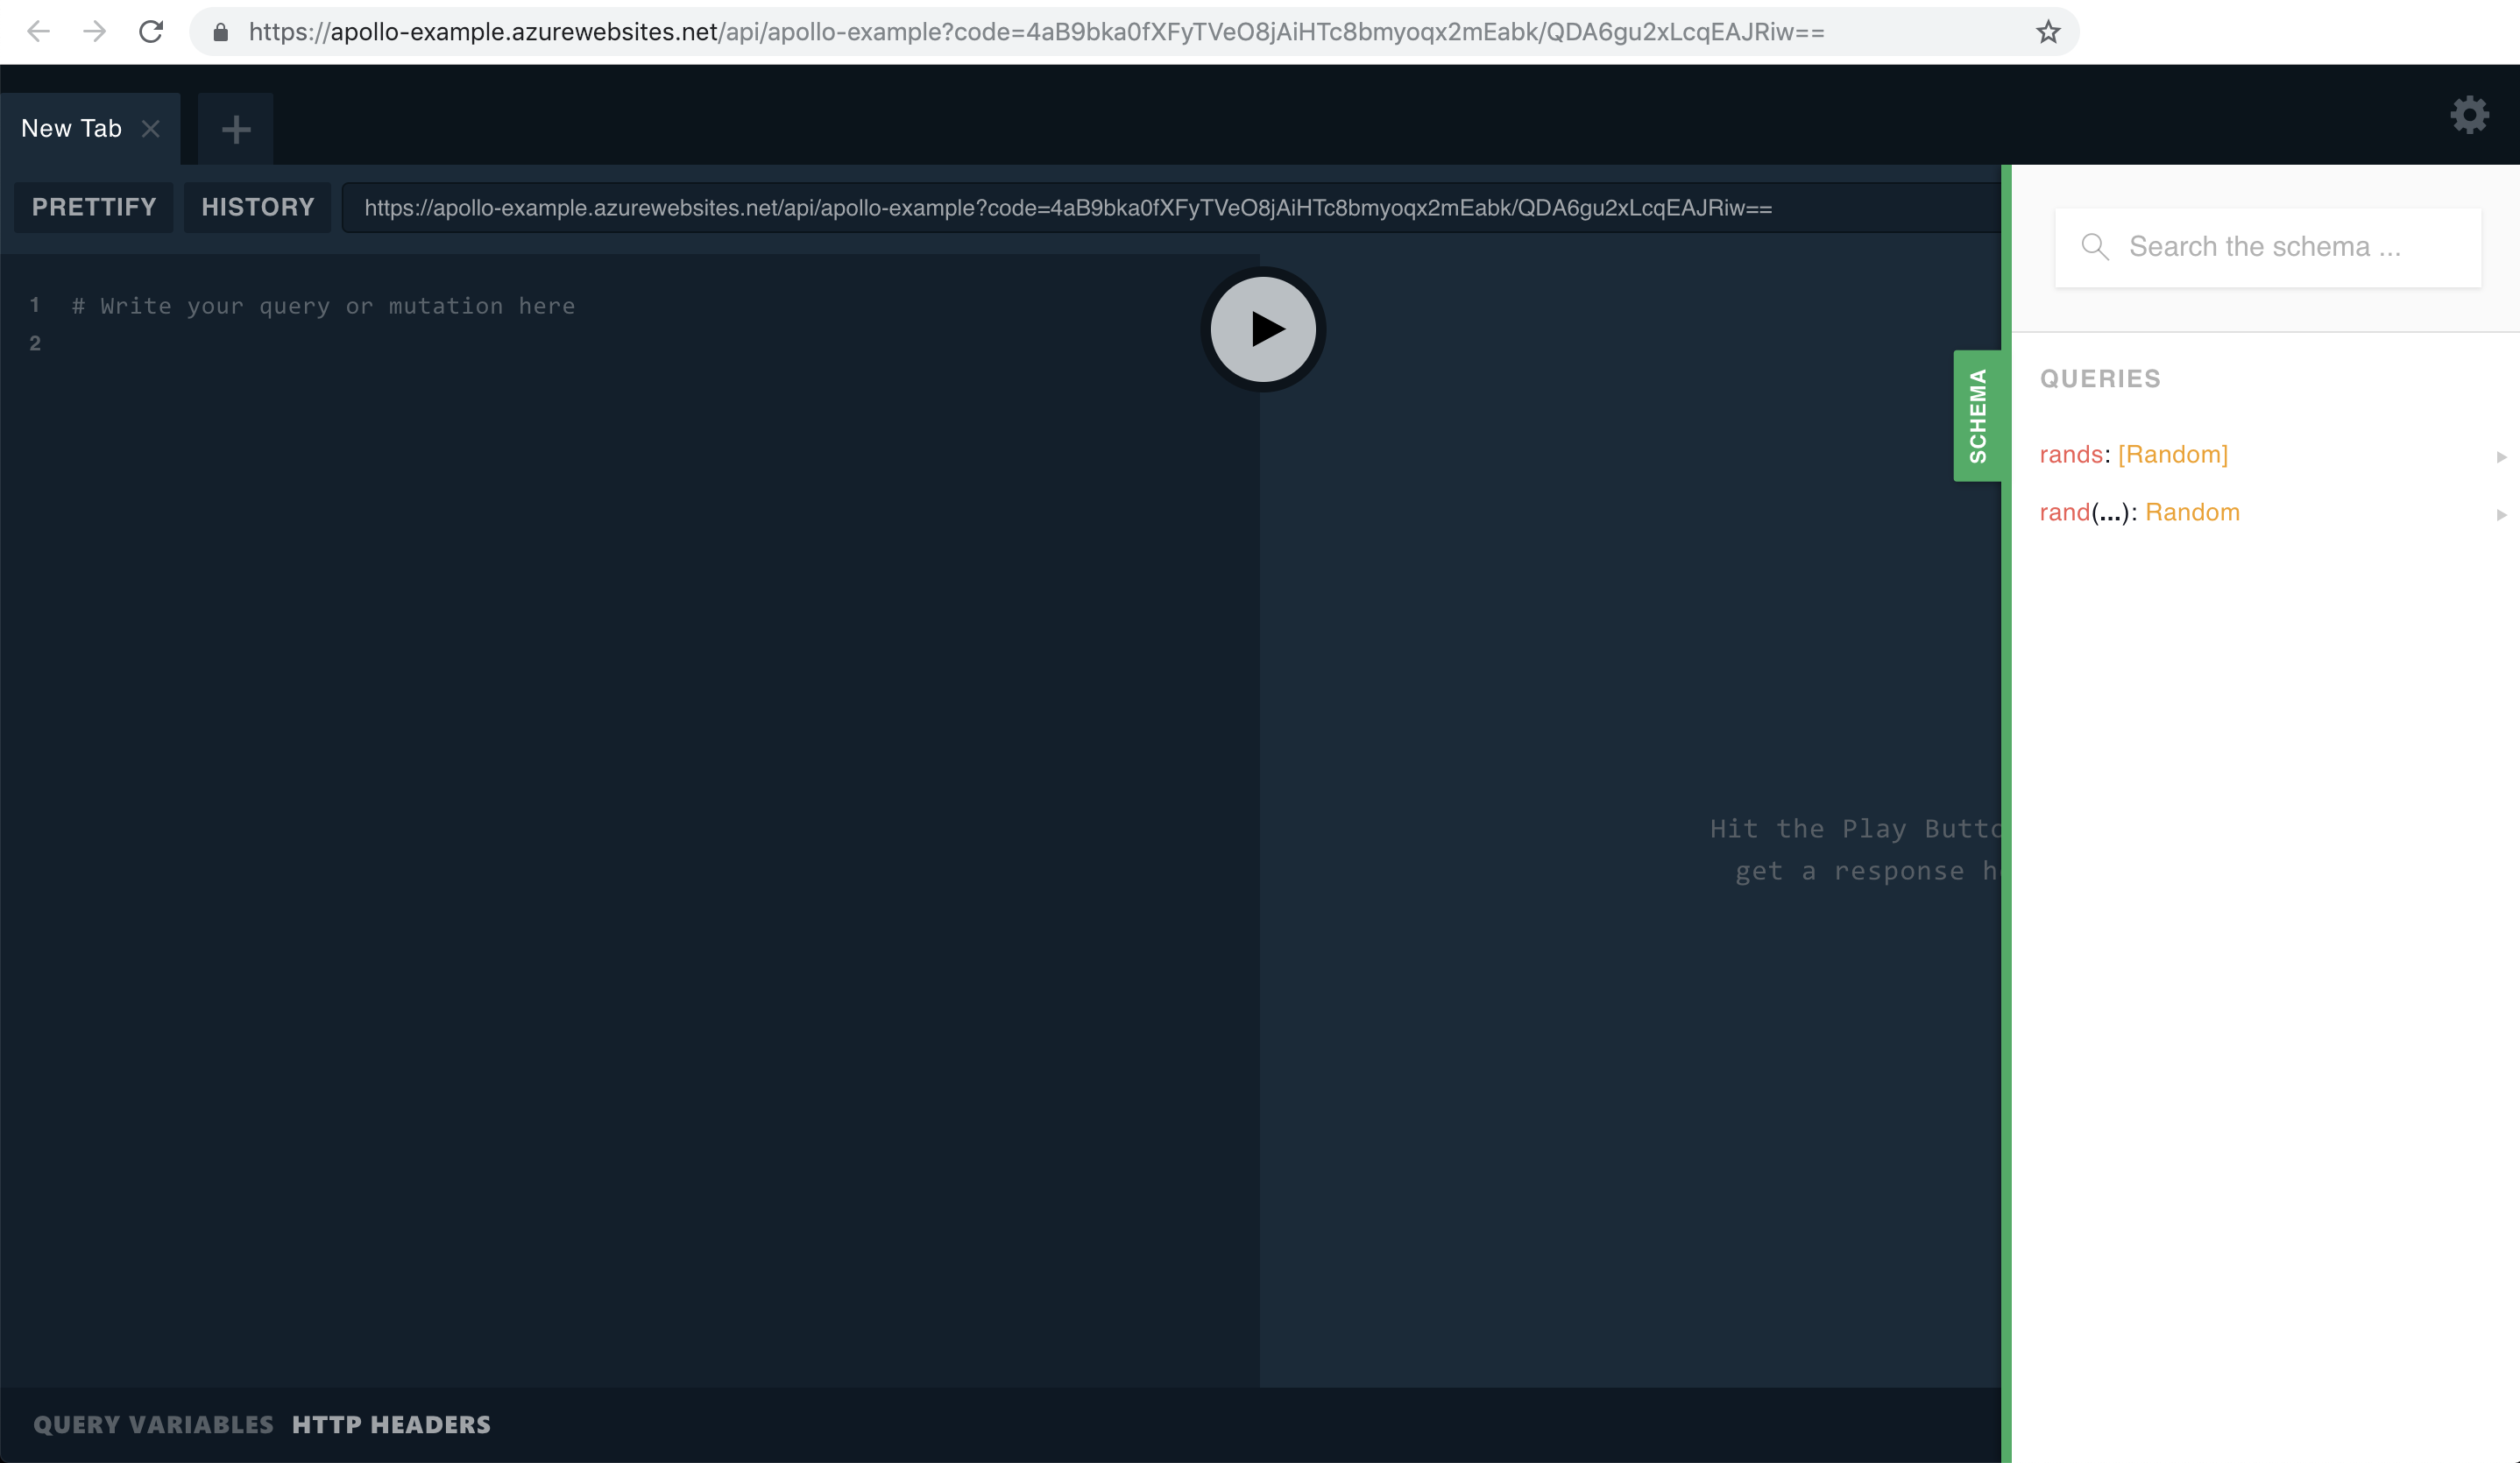 https://apollo-example.azurewebsites.net/api/apollo-example?code=4aB9bka0fXFyTVeO8jAiHTc8bmyoqx2mEabk/QDA6gu2xLcqEAJRiw==
New Tab
PRETTIFY HISTORY https://apollo-example.azurewebsites.net/api/apollo-example?code=4aB9bka0fXFyTVeO8jAiHTc8bmyoqx2mEabk/QDA6gu2xLcqEAJRiw==
Search the schema ...
1 # Write your query or mutation here
2
SCHEMA
QUERIES
rands: [Random]
rand(...): Random
Hit the Play Butto
get a response h
QUERY VARIABLES HTTP HEADERS